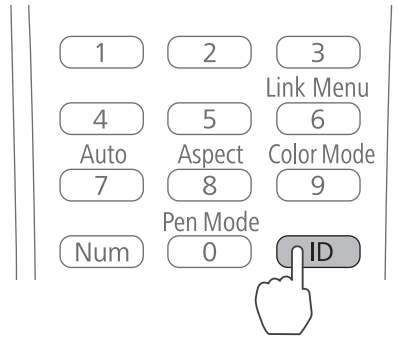 1 2 3
Link Menu
4 5 6
Auto Aspect Color Mode
7 8 9
Pen Mode
Num 0 ID